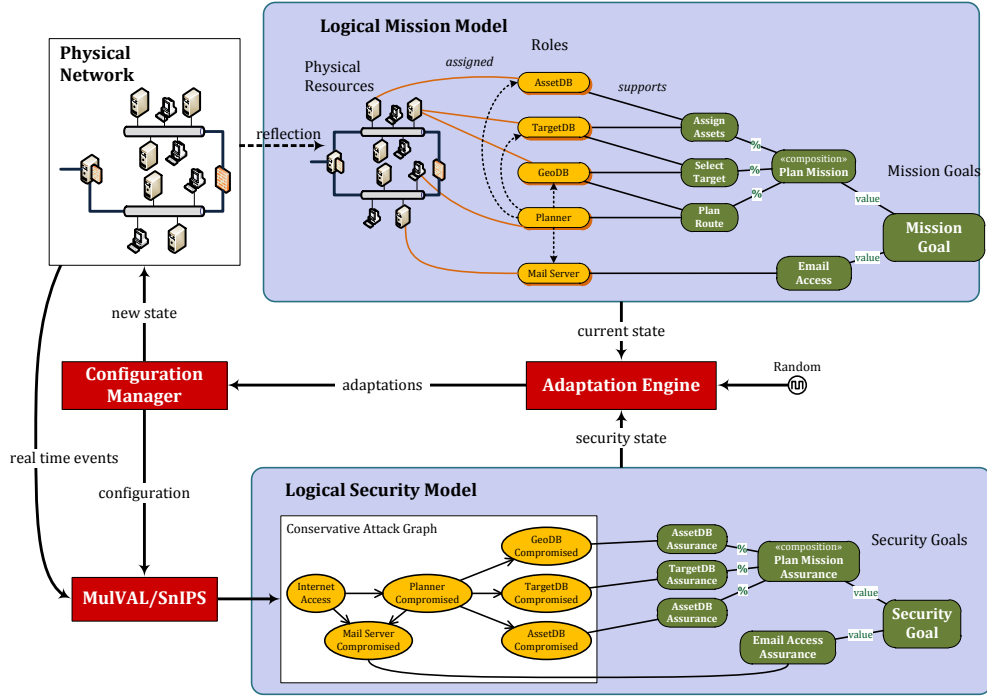 Logical Mission Model
Physical
Network
Roles
assigned
Physical
Resources
AssetDB
supports
TargetDB
Assign
Assets
reflection
%
GeoDB
Select
Target
%
«composition»
Plan Mission
Mission Goals
%
Planner
Plan
Route
value
Mission
Goal
Mail Server
Email
Access
value
new state
current state
Configuration
Manager
adaptations
Adaptation Engine
Random
real time events
security state
configuration
Logical Security Model
Conservative Attack Graph
GeoDB
Compromised
AssetDB
Assurance
%
«composition»
Plan Mission
Assurance
Security Goals
MulVAL/SnIPS
Internet
Access
Planner
Compromised
TargetDB
Compromised
TargetDB
Assurance
%
%
value
Mail Server
Compromised
AssetDB
Compromised
AssetDB
Assurance
Security
Goal
Email Access
Assurance
value